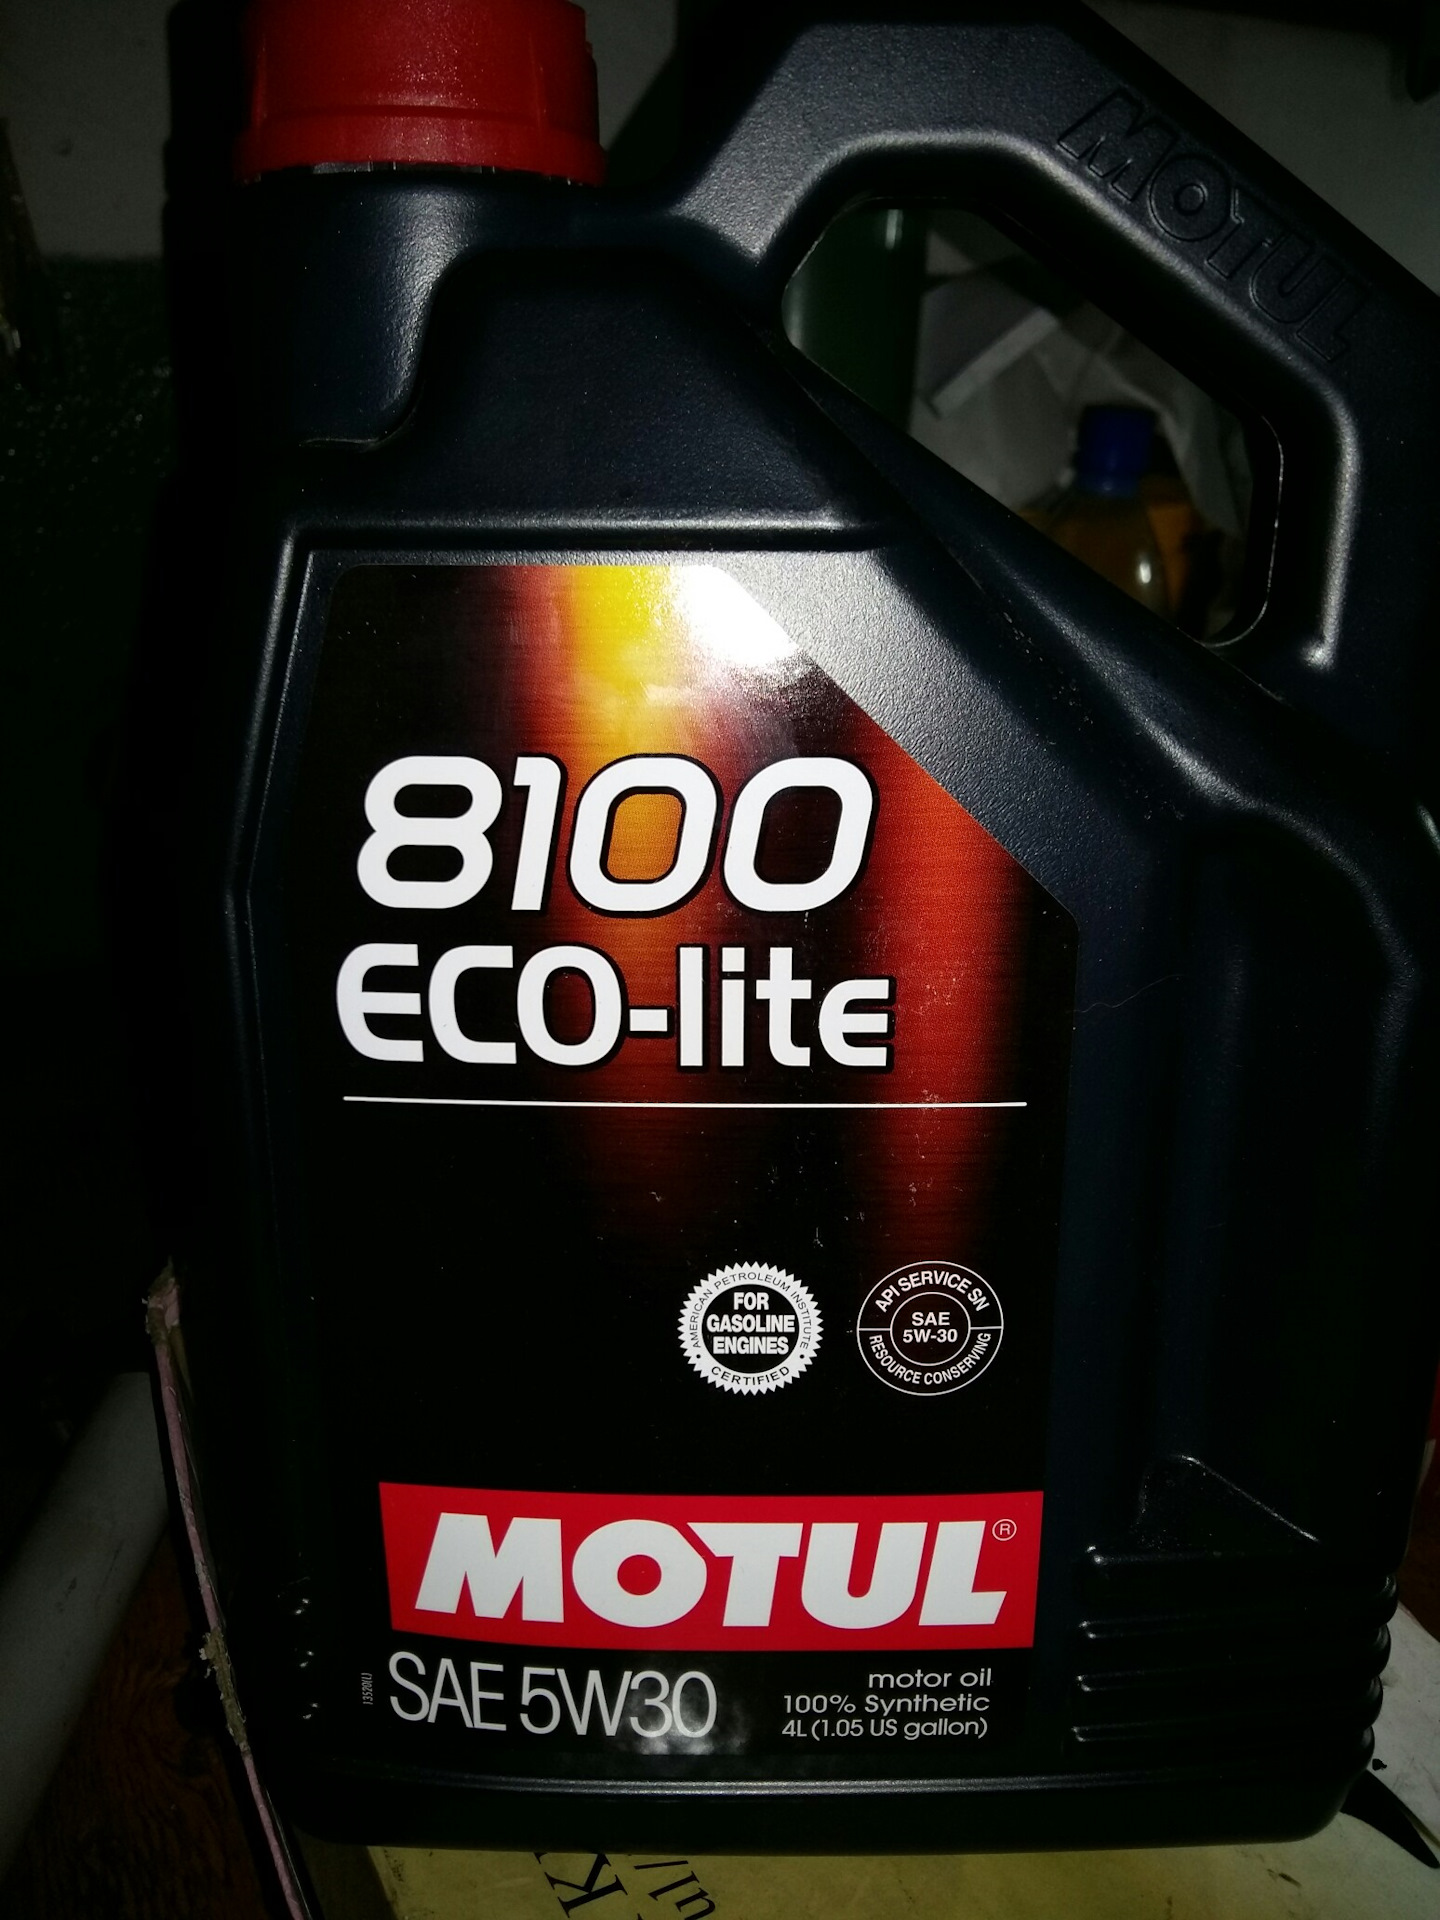 MOTUL
8100
ECO-lite
AMERICAN PETROLEUM INSTITUTE
FOR
GASOLINE
ENGINES
CERTIFIED
API SERVICE SN
SAE
5W-30
RESOURCE CONSERVING
MOTUL®
SAE 5W30
motor oil
100% Synthetic
4L (1.05 US gallon)